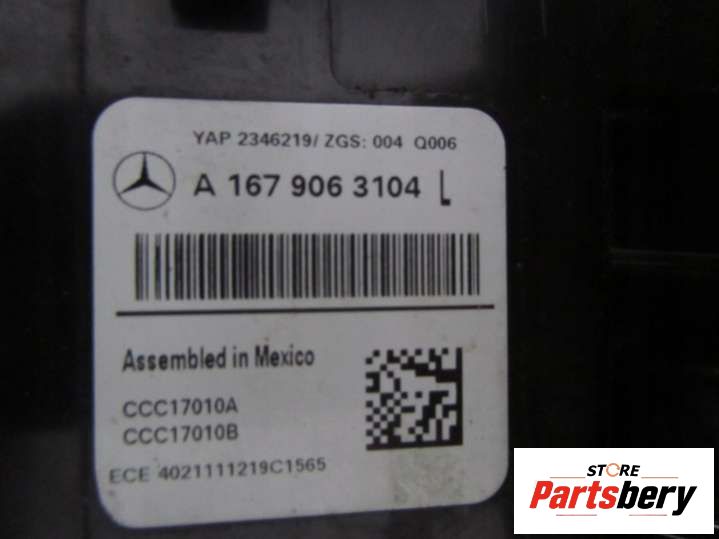 YAP 2346219/ ZGS: 004 Q006
A 167 906 3104 L
Assembled in Mexico
CCC17010A
CCC17010B
ECE 4021111219C1565
STORE
Partsbery